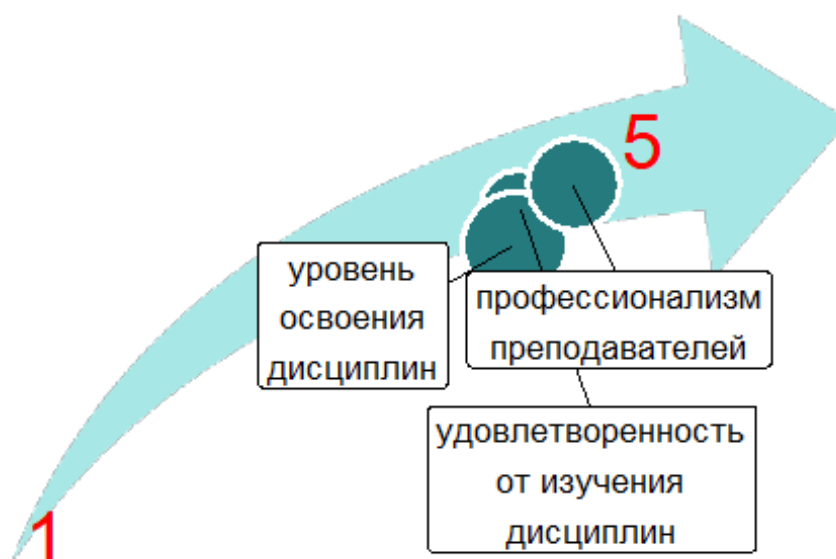 5
уровень
освоения
дисциплин
профессионализм
преподавателей
удовлетворенность
от изучения
дисциплин
1